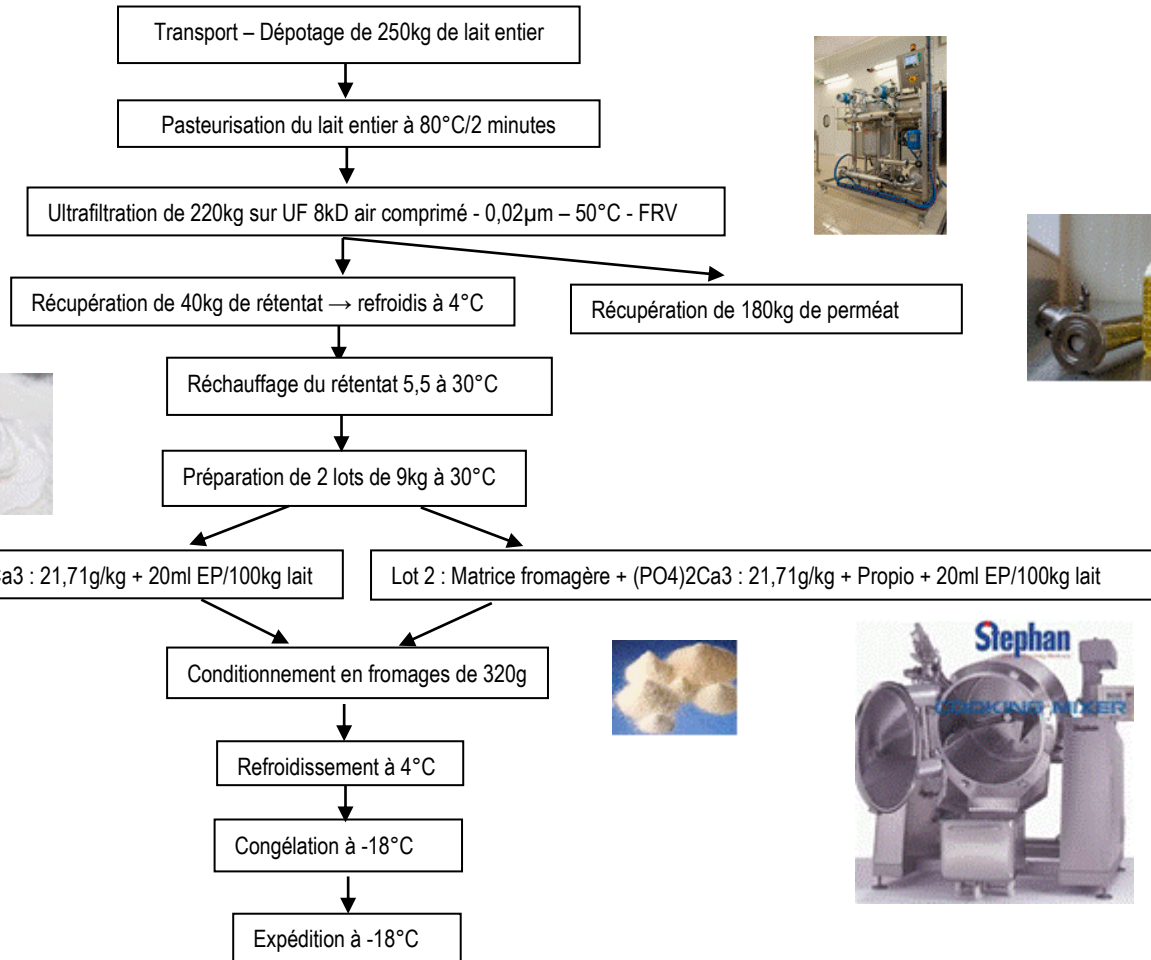 Transport – Dépotage de 250kg de lait entier
Pasteurisation du lait entier à 80°C/2 minutes
Ultrafiltration de 220kg sur UF 8kD air comprimé - 0,02µm – 50°C - FRV
Récupération de 40kg de rétentat → refroidis à 4°C
Récupération de 180kg de perméat
Réchauffage du rétentat 5,5 à 30°C
Préparation de 2 lots de 9kg à 30°C
a3 : 21,71g/kg + 20ml EP/100kg lait
Lot 2 : Matrice fromagère + (PO4)2Ca3 : 21,71g/kg + Propio + 20ml EP/100kg lait
Conditionnement en fromages de 320g
Stephan
COOKING MIXER
Refroidissement à 4°C
Congélation à -18°C
Expédition à -18°C